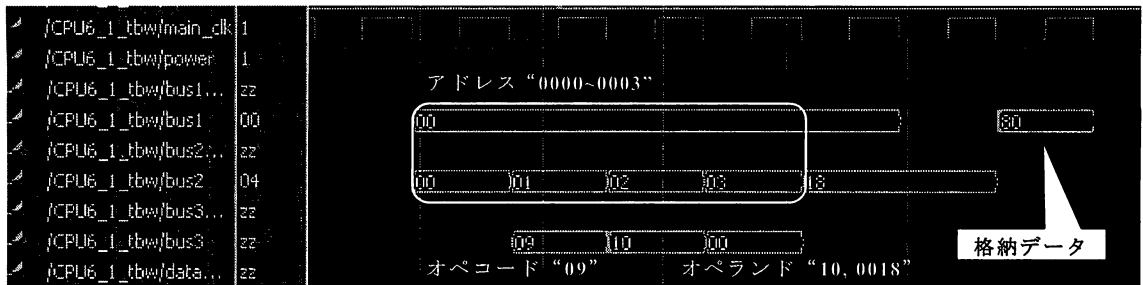 /CPU6_1_tbw/main_clk 1
/CPU6_1_tbw/power 1
アドレス “0000~0003”
/CPU6_1_tbw/bus1... zz
/CPU6_1_tbw/bus1 00 00 80
/CPU6_1_tbw/bus2... zz
/CPU6_1_tbw/bus2 04 00 01 02 03 18
/CPU6_1_tbw/bus3... zz
/CPU6_1_tbw/bus3 zz 09 10 00
格納データ
/CPU6_1_tbw/data... zz
オペコード “09” オペランド “10, 0018”